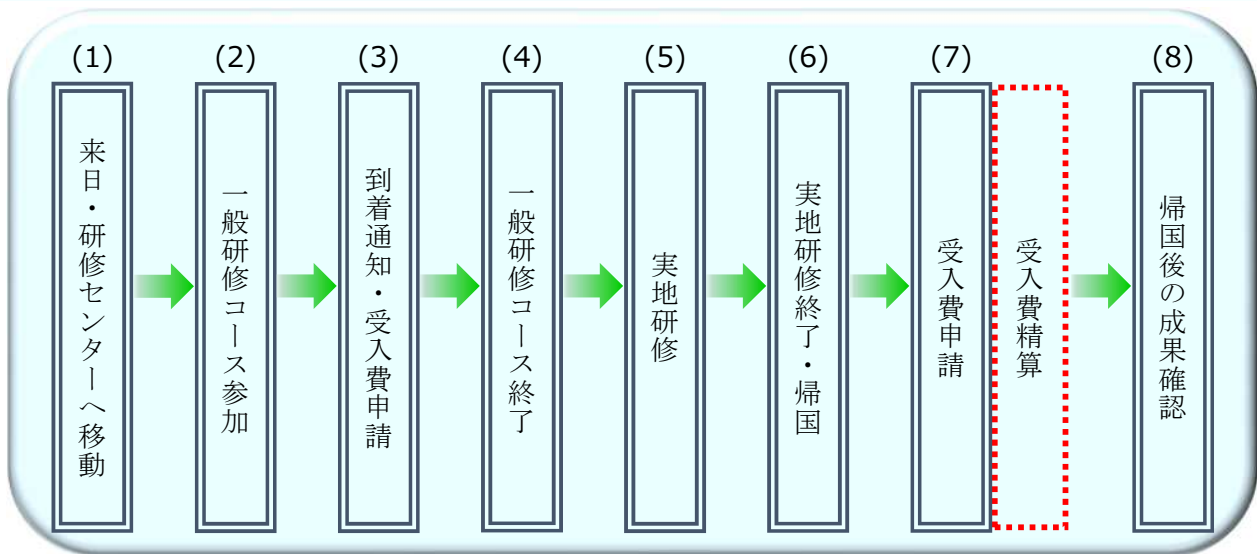 (1)
来日・研修センターへ移動
(2)
一般研修コース参加
(3)
到着通知・受入費申請
(4)
一般研修コース終了
(5)
実地研修
(6)
実地研修終了・帰国
(7)
受入費申請
受入費精算
(8)
帰国後の成果確認